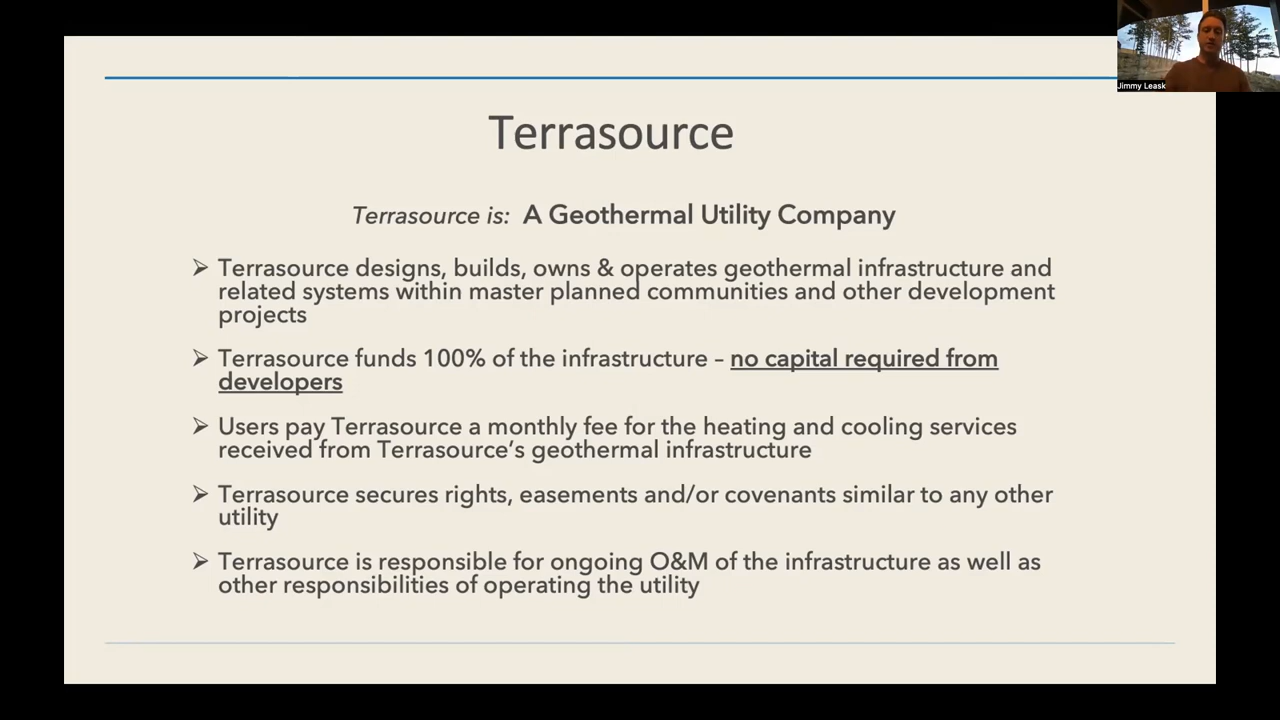 Jimmy Leask
Terrasource
Terrasource is: A Geothermal Utility Company
➢ Terrasource designs, builds, owns & operates geothermal infrastructure and
related systems within master planned communities and other development
projects
➢ Terrasource funds 100% of the infrastructure – no capital required from
developers
➢ Users pay Terrasource a monthly fee for the heating and cooling services
received from Terrasource’s geothermal infrastructure
➢ Terrasource secures rights, easements and/or covenants similar to any other
utility
➢ Terrasource is responsible for ongoing O&M of the infrastructure as well as
other responsibilities of operating the utility